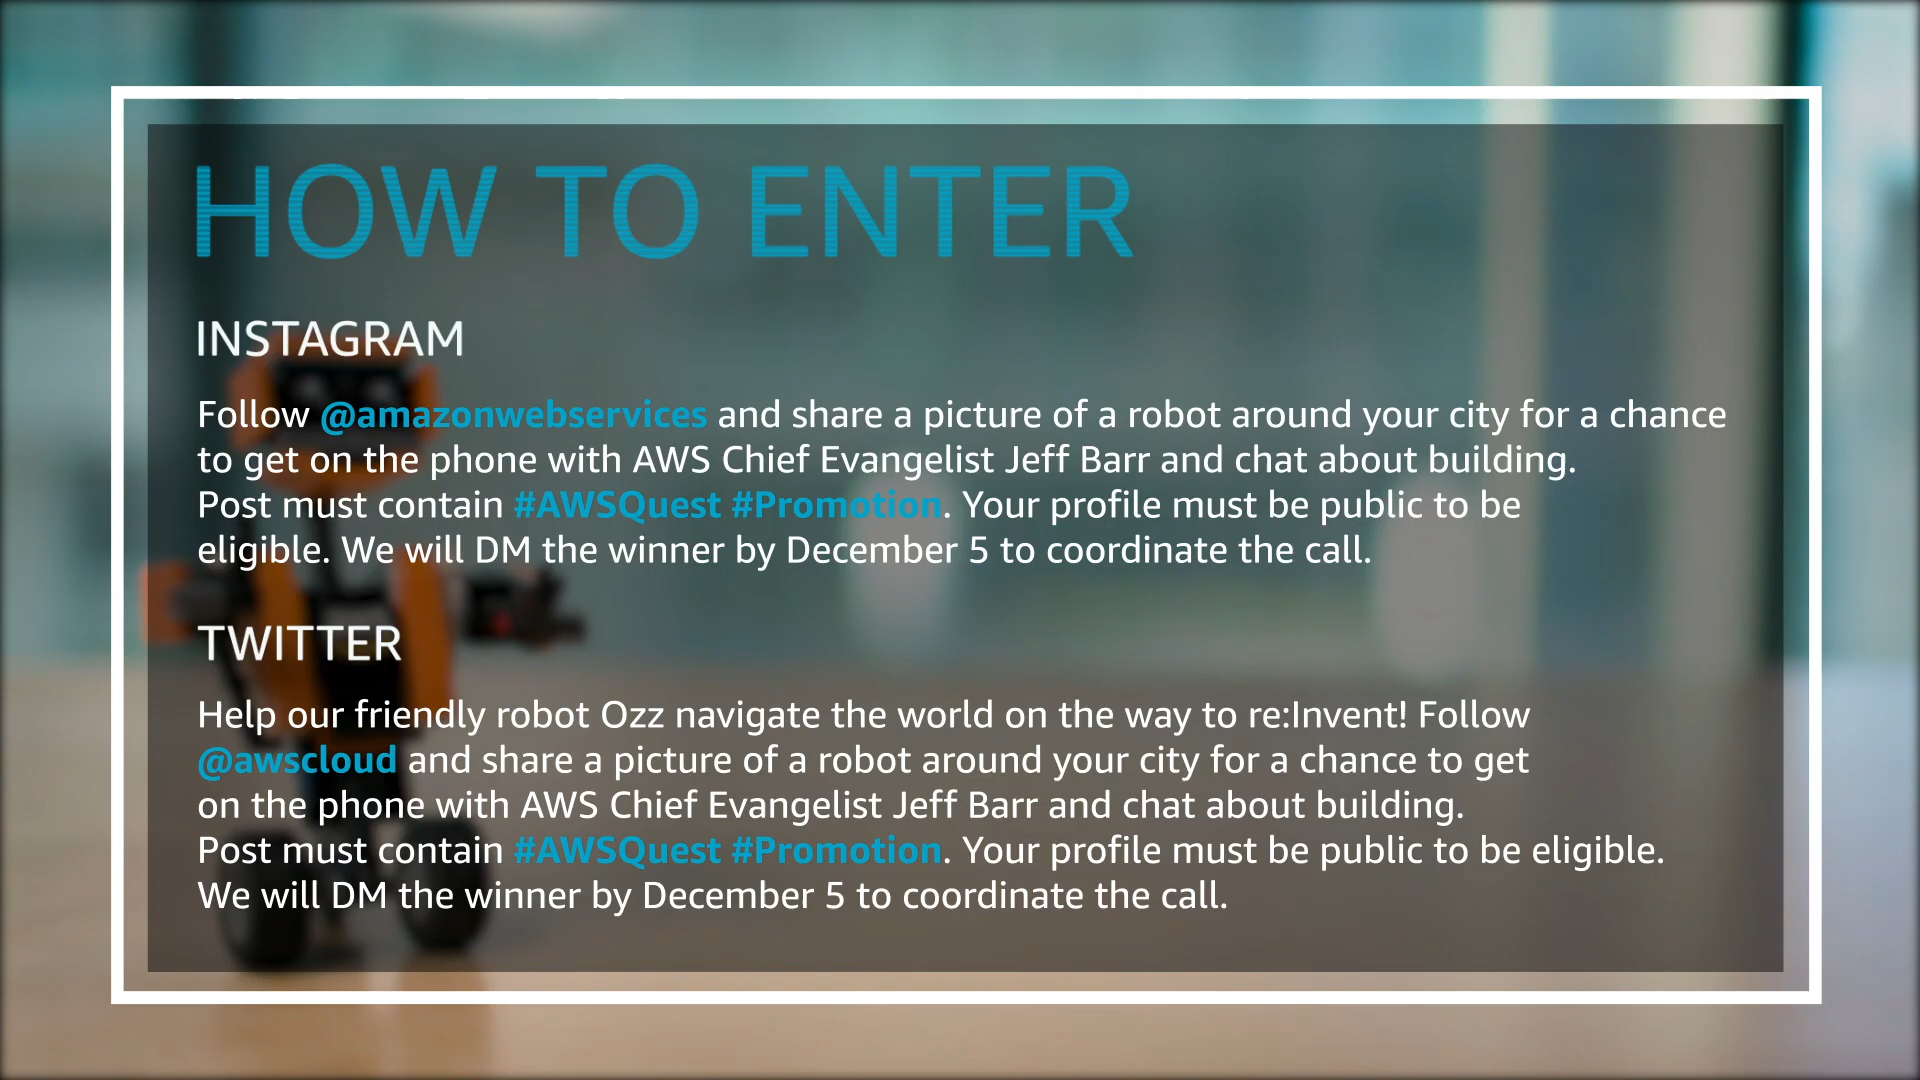 HOW TO ENTER
INSTAGRAM
Follow @amazonwebservices and share a picture of a robot around your city for a chance
to get on the phone with AWS Chief Evangelist Jeff Barr and chat about building.
Post must contain #AWSQuest #Promotion. Your profile must be public to be
eligible. We will DM the winner by December 5 to coordinate the call.
TWITTER
Help our friendly robot Ozz navigate the world on the way to re:Invent! Follow
@awscloud and share a picture of a robot around your city for a chance to get
on the phone with AWS Chief Evangelist Jeff Barr and chat about building.
Post must contain #AWSQuest #Promotion. Your profile must be public to be eligible.
We will DM the winner by December 5 to coordinate the call.